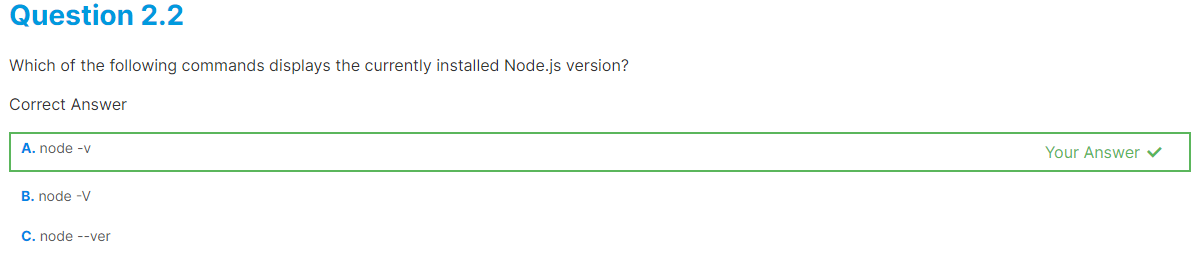 Question 2.2
Which of the following commands displays the currently installed Node.js version?
Correct Answer
A. node -v
Your Answer
B. node -V
C. node --ver